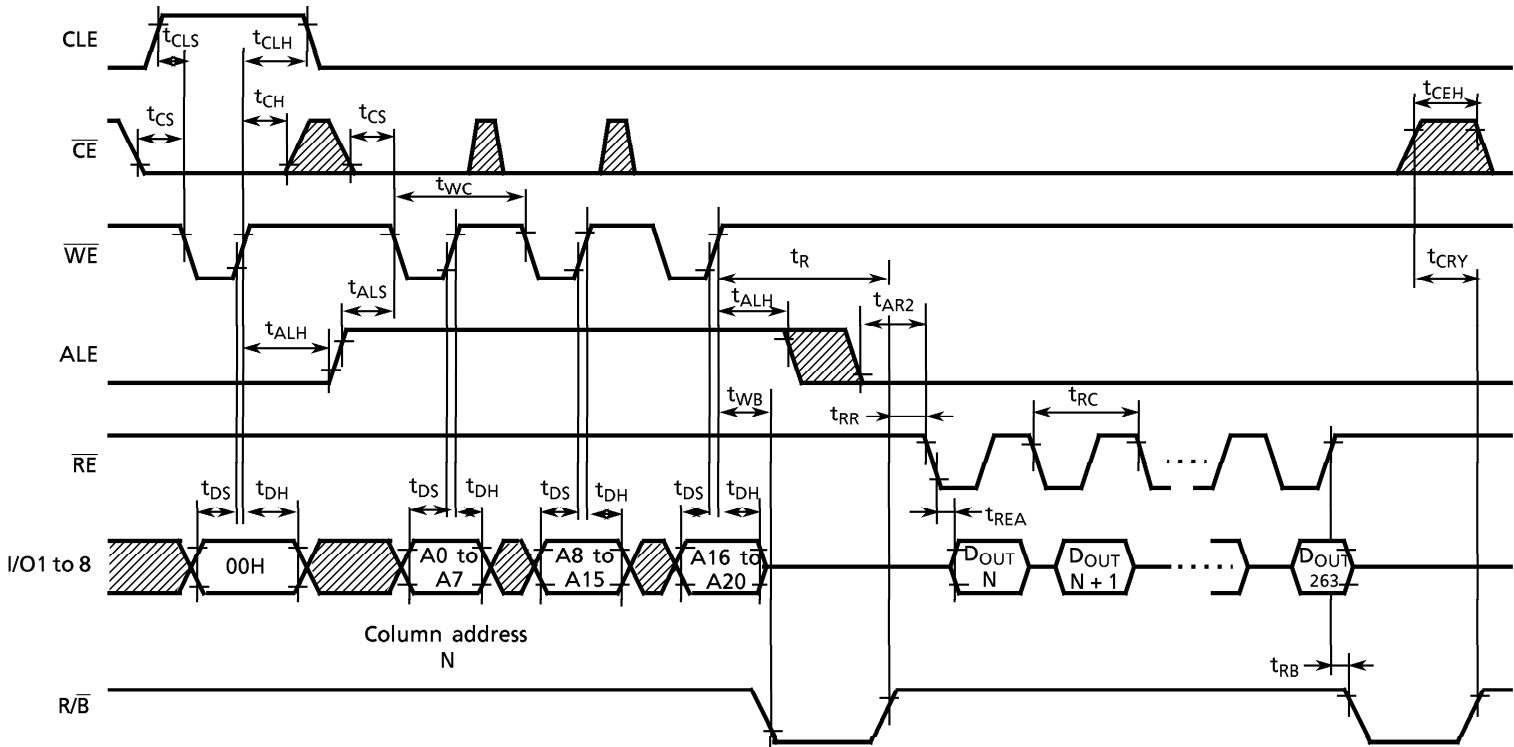 CLE
tCLS
tCLH
tCH
tCS
tCS
tCEH
CE
tWC
WE
tR
tCRY
tALS
tALH
tAR2
tALH
ALE
tWB
tRR
tRC
RE
tDS
tDH
tDS
tDH
tDS
tDH
tDS
tDH
tREA
I/O1 to 8
00H
A0 to
A7
A8 to
A15
A16 to
A20
DOUT
N
DOUT
N + 1
DOUT
263
Column address
N
tRB
R/B